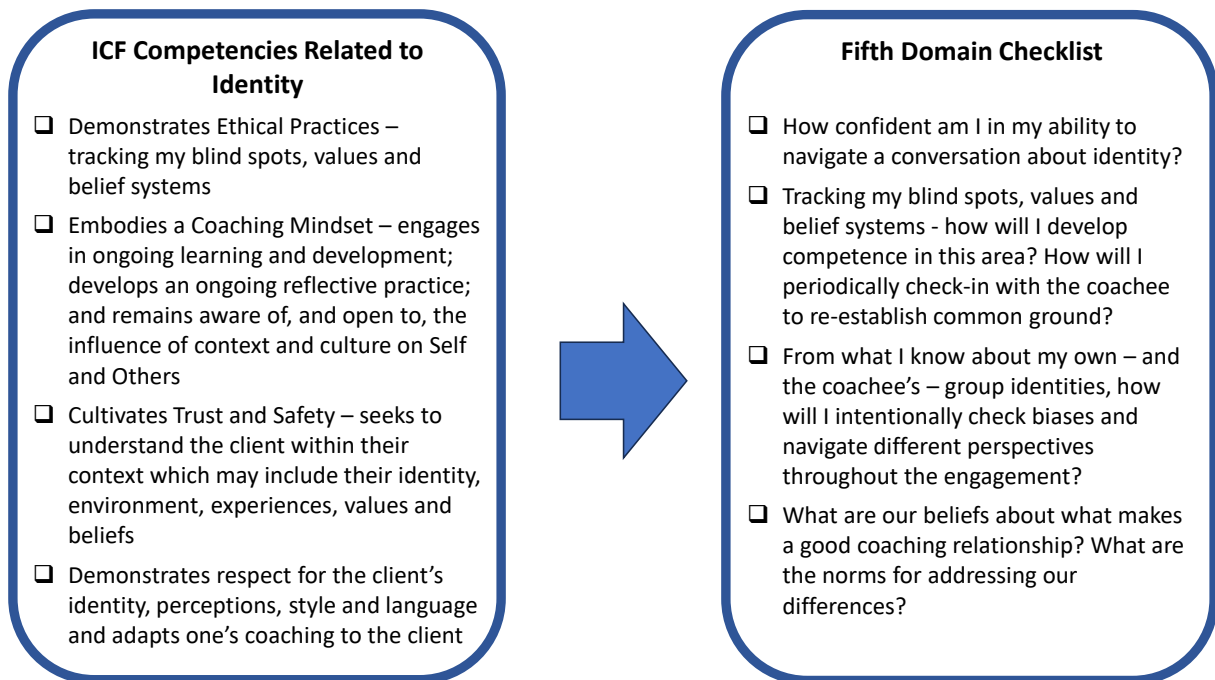 ICF Competencies Related to
Identity
❑ Demonstrates Ethical Practices –
tracking my blind spots, values and
belief systems
❑ Embodies a Coaching Mindset – engages
in ongoing learning and development;
develops an ongoing reflective practice;
and remains aware of, and open to, the
influence of context and culture on Self
and Others
❑ Cultivates Trust and Safety – seeks to
understand the client within their
context which may include their identity,
environment, experiences, values and
beliefs
❑ Demonstrates respect for the client’s
identity, perceptions, style and language
and adapts one’s coaching to the client
Fifth Domain Checklist
❑ How confident am I in my ability to
navigate a conversation about identity?
❑ Tracking my blind spots, values and
belief systems - how will I develop
competence in this area? How will I
periodically check-in with the coachee
to re-establish common ground?
❑ From what I know about my own – and
the coachee’s – group identities, how
will I intentionally check biases and
navigate different perspectives
throughout the engagement?
❑ What are our beliefs about what makes
a good coaching relationship? What are
the norms for addressing our
differences?